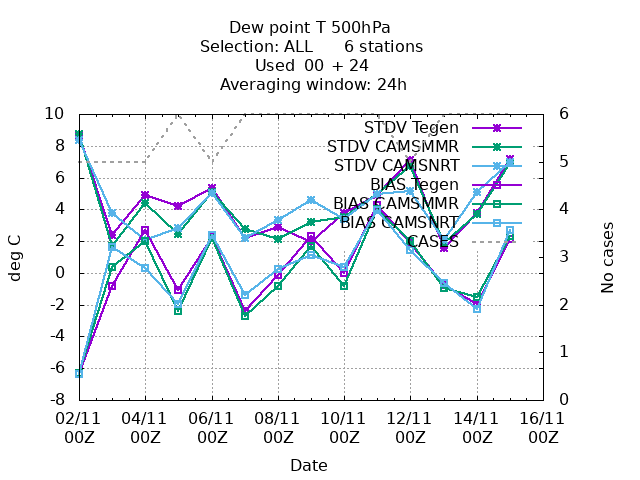 Dew point T 500hPa
Selection: ALL 6 stations
Used 00 + 24
Averaging window: 24h
10
8
6
4
2
0
-2
-4
-6
-8
deg C
6
5
4
3
2
1
0
No cases
STDV Tegen
STDV CAMSMMR
STDV CAMSNRT
BIAS Tegen
BIAS CAMSMMR
BIAS CAMSNRT
CASES
02/11 04/11 06/11 08/11 10/11 12/11 14/11 16/11
00Z 00Z 00Z 00Z 00Z 00Z 00Z 00Z
Date